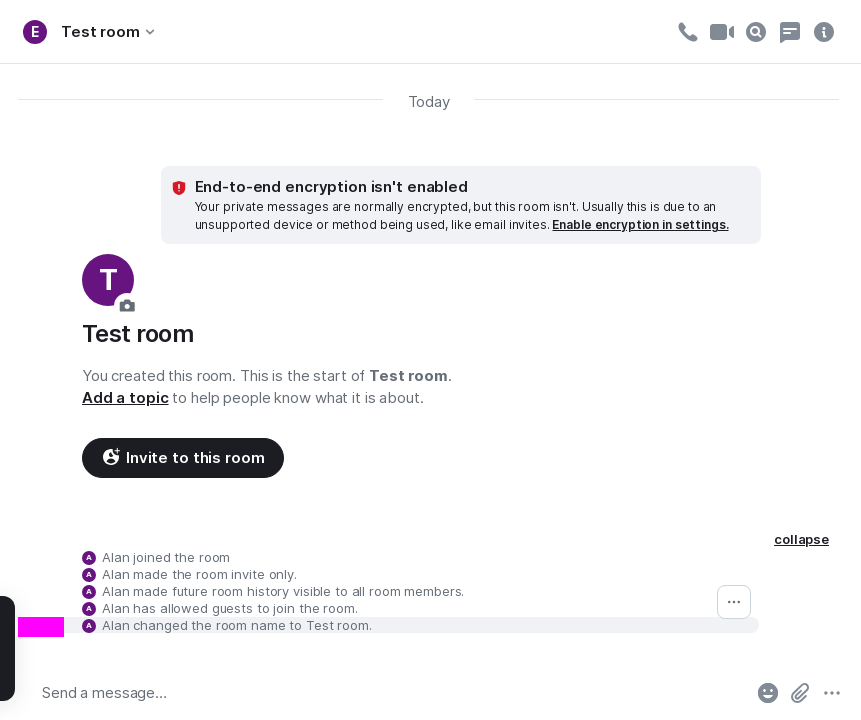 E Test room
Today
End-to-end encryption isn't enabled
Your private messages are normally encrypted, but this room isn't. Usually this is due to an
unsupported device or method being used, like email invites. Enable encryption in settings.
T
Test room
You created this room. This is the start of Test room.
Add a topic to help people know what it is about.
Invite to this room
collapse
A Alan joined the room
A Alan made the room invite only.
A Alan made future room history visible to all room members.
A Alan has allowed guests to join the room.
A Alan changed the room name to Test room.
Send a message…